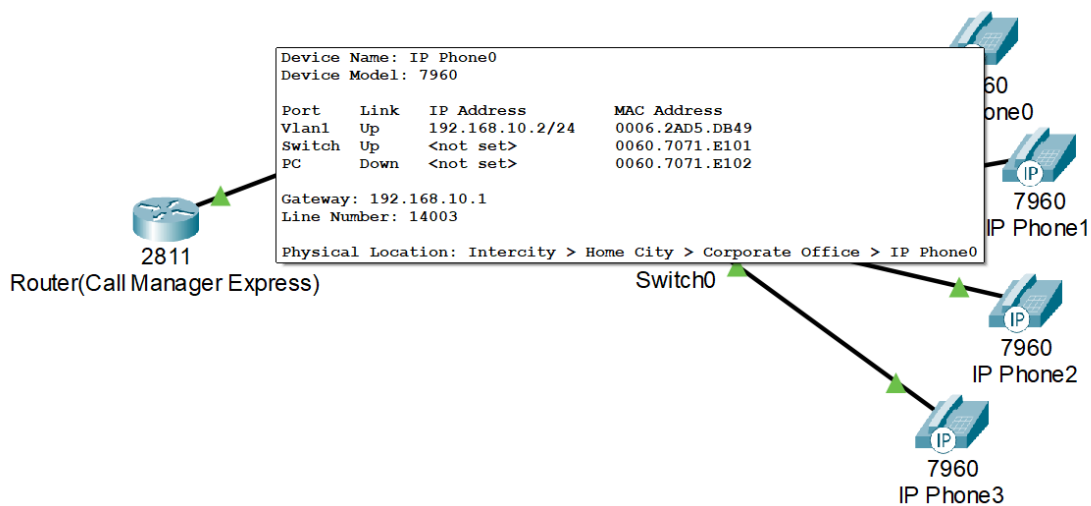 Device Name: IP Phone0
Device Model: 7960
Port Link IP Address MAC Address
Vlan1 Up 192.168.10.2/24 0006.2AD5.DB49
Switch Up <not set> 0060.7071.E101
PC Down <not set> 0060.7071.E102
Gateway: 192.168.10.1
Line Number: 14003
Physical Location: Intercity > Home City > Corporate Office > IP Phone0
60
one0
IP
7960
IP Phone1
2811
Router(Call Manager Express)
Switch0
IP
7960
IP Phone2
IP
7960
IP Phone3